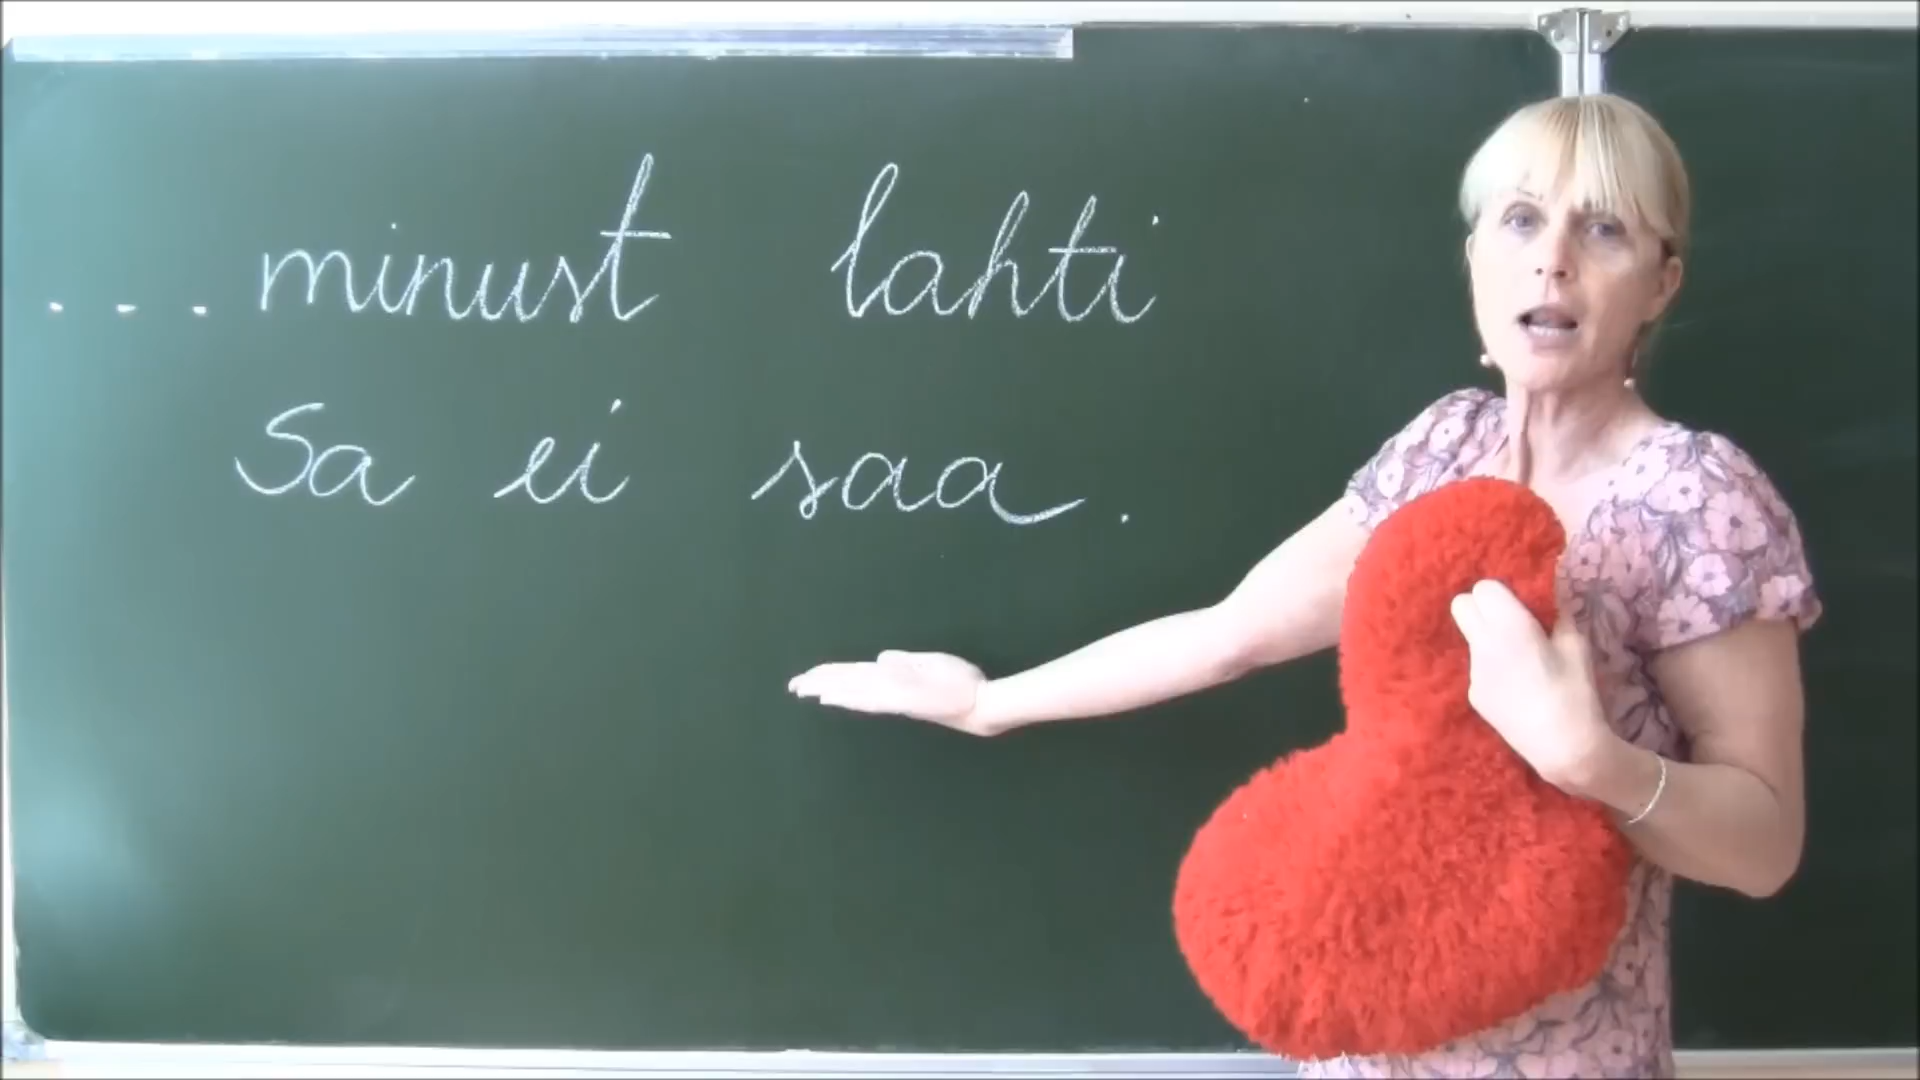 . . . minust lahti
Sa ei saa.